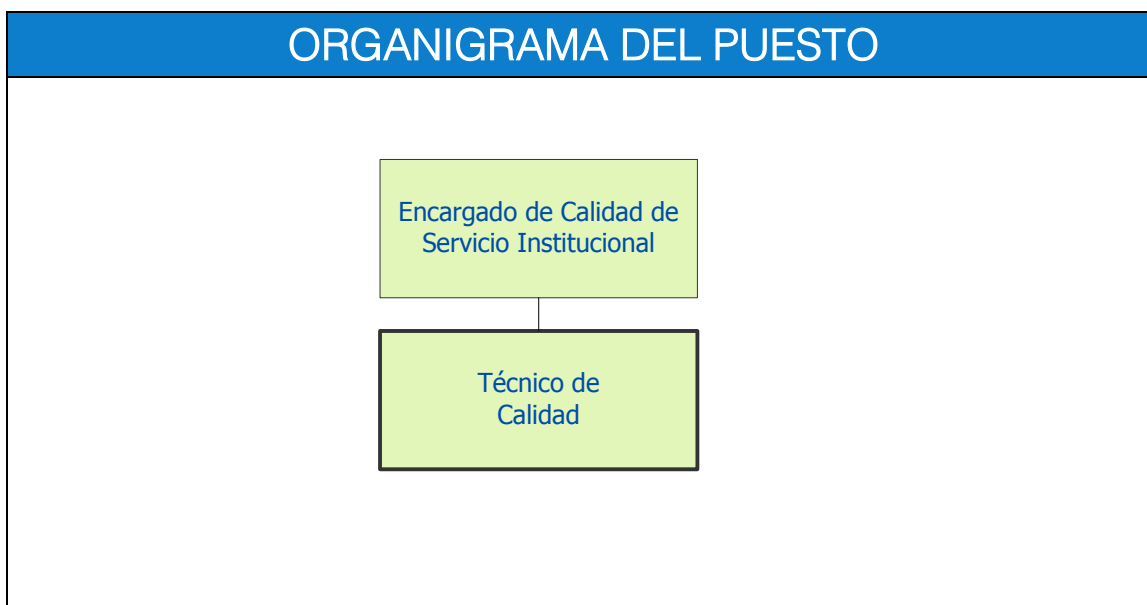 ORGANIGRAMA DEL PUESTO
Encargado de Calidad de
Servicio Institucional
Técnico de
Calidad